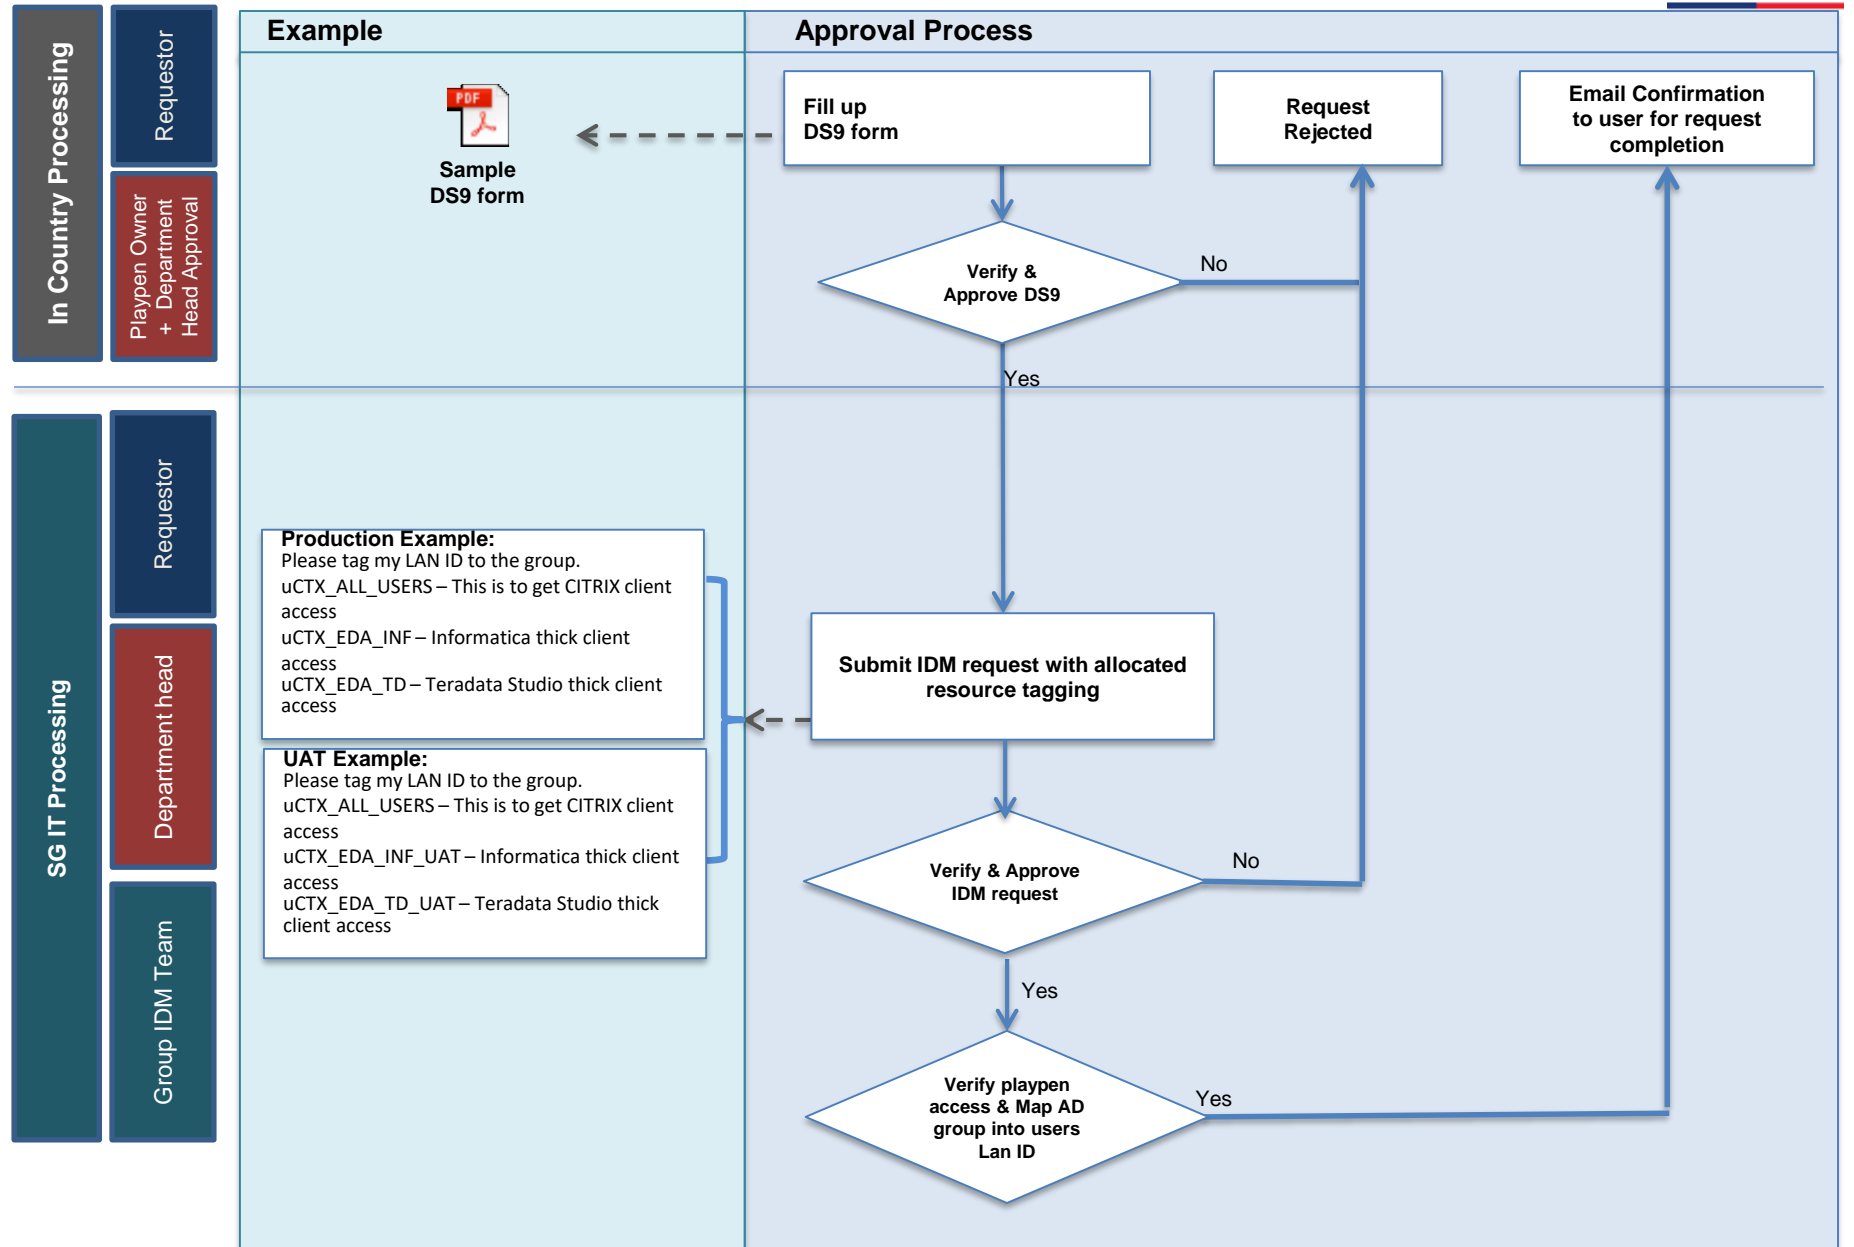 Example
Approval Process
In Country Processing
Requestor
Playpen Owner
+ Department
Head Approval
PDF
Sample
DS9 form
Fill up
DS9 form
Request
Rejected
Email Confirmation
to user for request
completion
Verify &
Approve DS9
No
Yes
SG IT Processing
Requestor
Department head
Group IDM Team
Production Example:
Please tag my LAN ID to the group.
uCTX_ALL_USERS – This is to get CITRIX client
access
uCTX_EDA_INF – Informatica thick client
access
uCTX_EDA_TD – Teradata Studio thick client
access
UAT Example:
Please tag my LAN ID to the group.
uCTX_ALL_USERS – This is to get CITRIX client
access
uCTX_EDA_INF_UAT – Informatica thick client
access
uCTX_EDA_TD_UAT – Teradata Studio thick
client access
Submit IDM request with allocated
resource tagging
Verify & Approve
IDM request
No
Yes
Verify playpen
access & Map AD
group into users
Lan ID
Yes